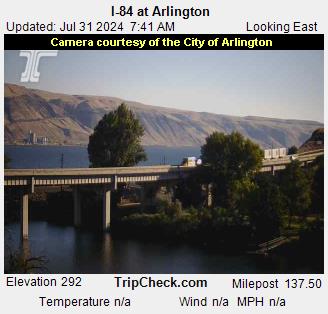 I-84 at Arlington
Updated: Jul 31 2024 7:41 AM Looking East
Camera courtesy of the City of Arlington
Elevation 292 TripCheck.com Milepost 137.50
Temperature n/a Wind n/a MPH n/a